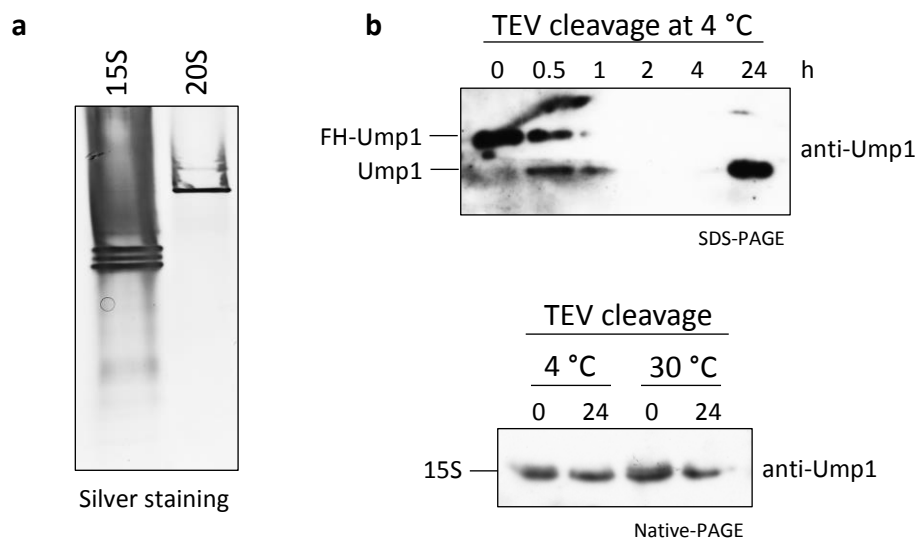 a
15S
20S
Silver staining
b
TEV cleavage at 4 °C
0 0.5 1 2 4 24 h
FH-Ump1
Ump1
anti-Ump1
SDS-PAGE
TEV cleavage
4 °C 30 °C
0 24 0 24
15S
anti-Ump1
Native-PAGE